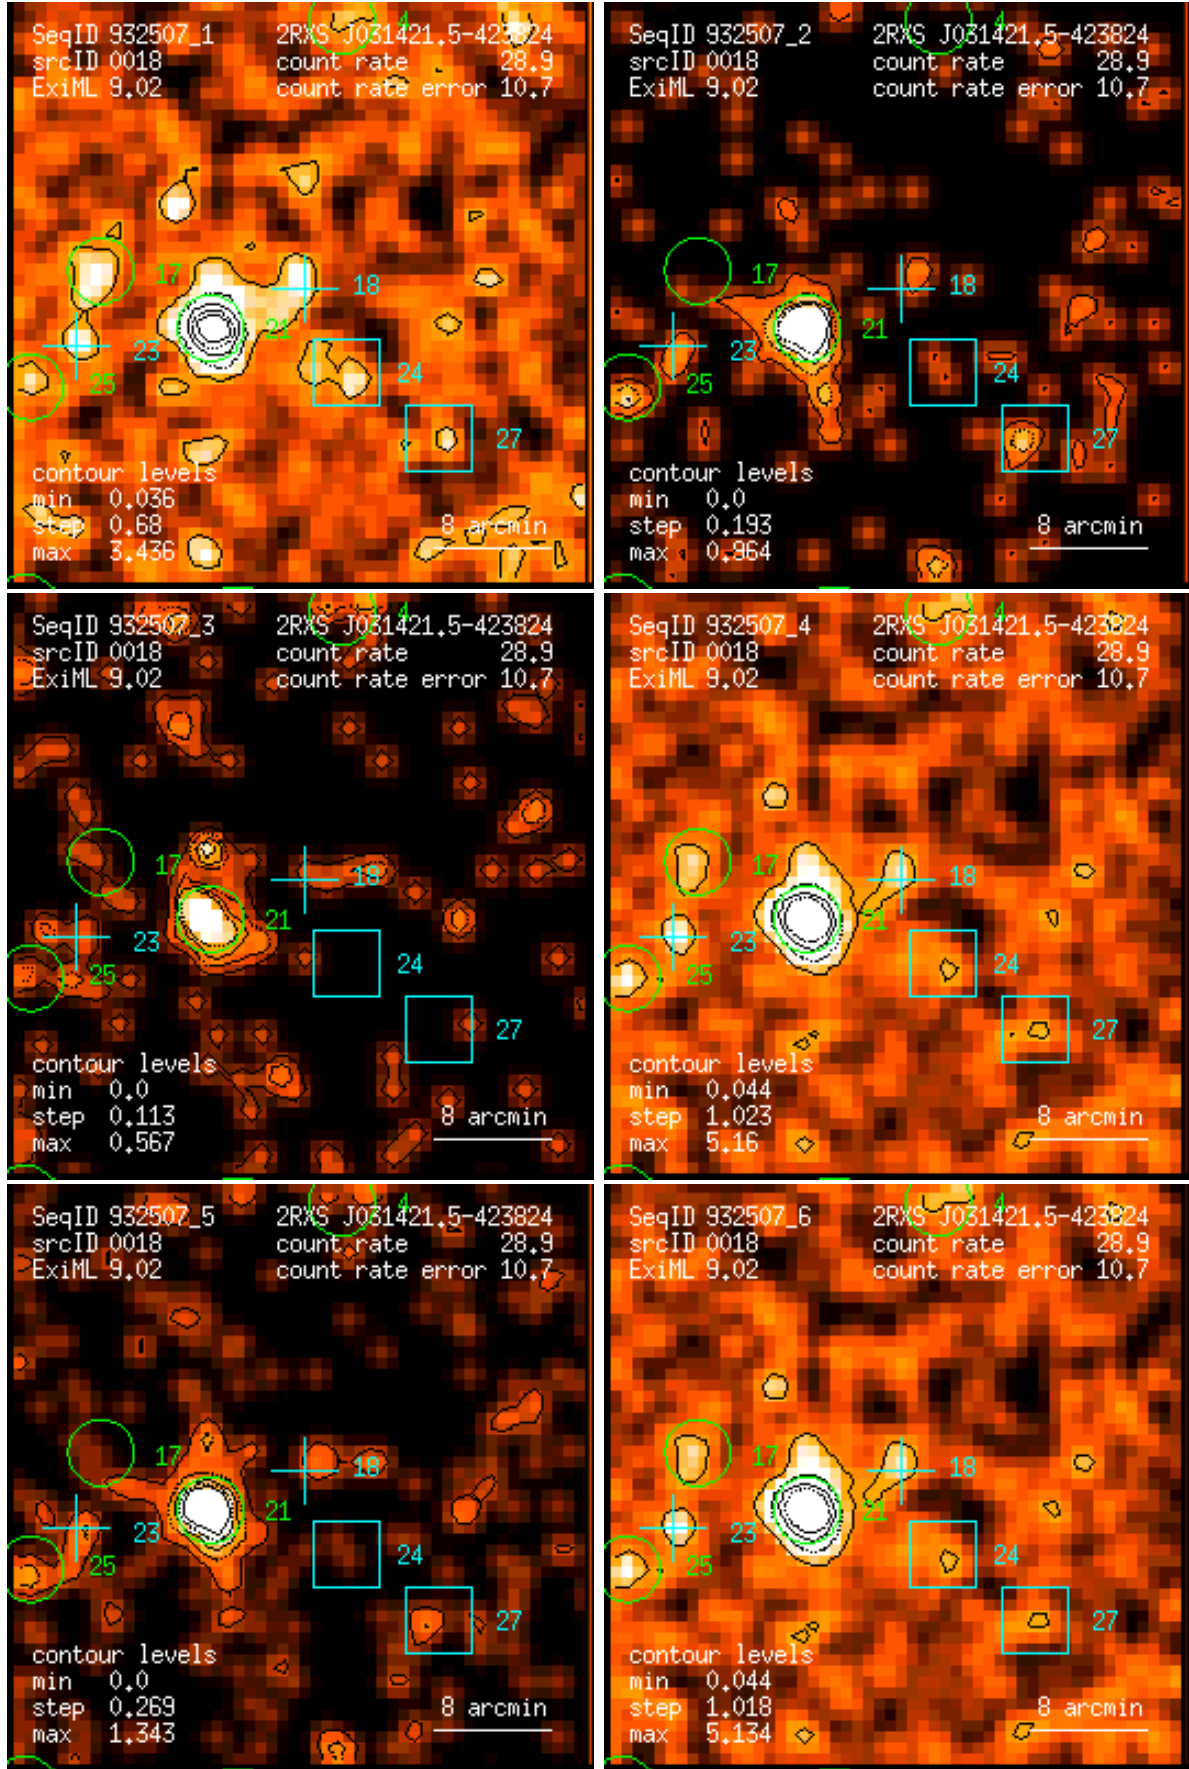 4
SeqID 932507_1 2RXS J031421.5-423824
srcID 0018 count rate 28.9
ExiML 9.02 count rate error 10.7
17
18
21
23
24
25
27
contour levels
min 0.036
step 0.68 8 arcmin
max 3.436
4
SeqID 932507_2 2RXS J031421.5-423824
srcID 0018 count rate 28.9
ExiML 9.02 count rate error 10.7
17
18
21
23
24
25
27
contour levels
min 0.0
step 0.193 8 arcmin
max 0.964
4
SeqID 932507_3 2RXS J031421.5-423824
srcID 0018 count rate 28.9
ExiML 9.02 count rate error 10.7
17
18
21
23
24
25
27
contour levels
min 0.0
step 0.113 8 arcmin
max 0.567
4
SeqID 932507_4 2RXS J031421.5-423824
srcID 0018 count rate 28.9
ExiML 9.02 count rate error 10.7
17
18
21
23
24
25
27
contour levels
min 0.044
step 1.023 8 arcmin
max 5.16
4
SeqID 932507_5 2RXS J031421.5-423824
srcID 0018 count rate 28.9
ExiML 9.02 count rate error 10.7
17
18
21
23
24
25
27
contour levels
min 0.0
step 0.269 8 arcmin
max 1.343
4
SeqID 932507_6 2RXS J031421.5-423824
srcID 0018 count rate 28.9
ExiML 9.02 count rate error 10.7
17
18
21
23
24
25
27
contour levels
min 0.044
step 1.018 8 arcmin
max 5.134